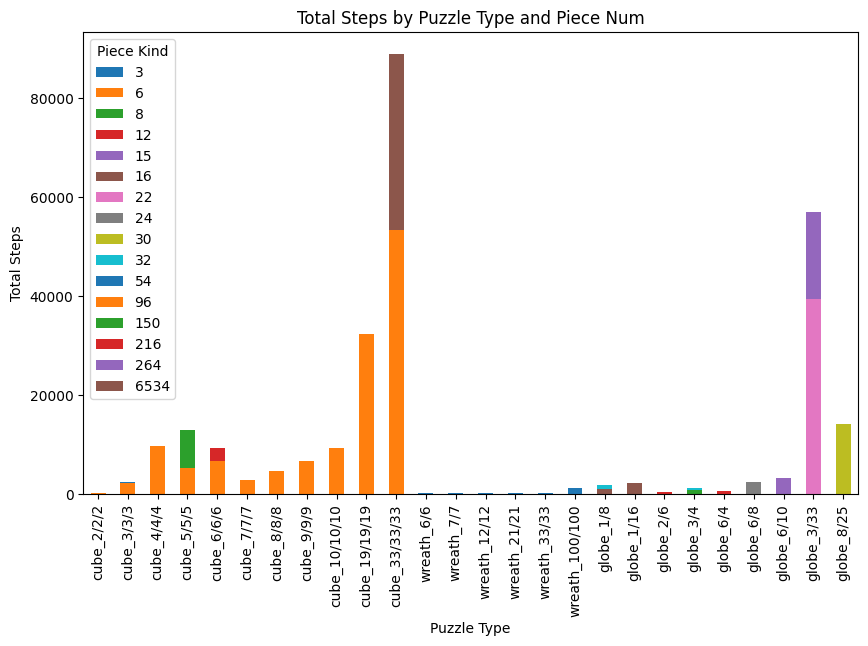 Total Steps by Puzzle Type and Piece Num
Total Steps
80000
60000
40000
20000
0
Piece Kind
3
6
8
12
15
16
22
24
30
32
54
96
150
216
264
6534
cube_2/2/2
cube_3/3/3
cube_4/4/4
cube_5/5/5
cube_6/6/6
cube_7/7/7
cube_8/8/8
cube_9/9/9
cube_10/10/10
cube_19/19/19
cube_33/33/33
wreath_6/6
wreath_7/7
wreath_12/12
wreath_21/21
wreath_33/33
wreath_100/100
globe_1/8
globe_1/16
globe_2/6
globe_3/4
globe_6/4
globe_6/8
globe_6/10
globe_3/33
globe_8/25
Puzzle Type